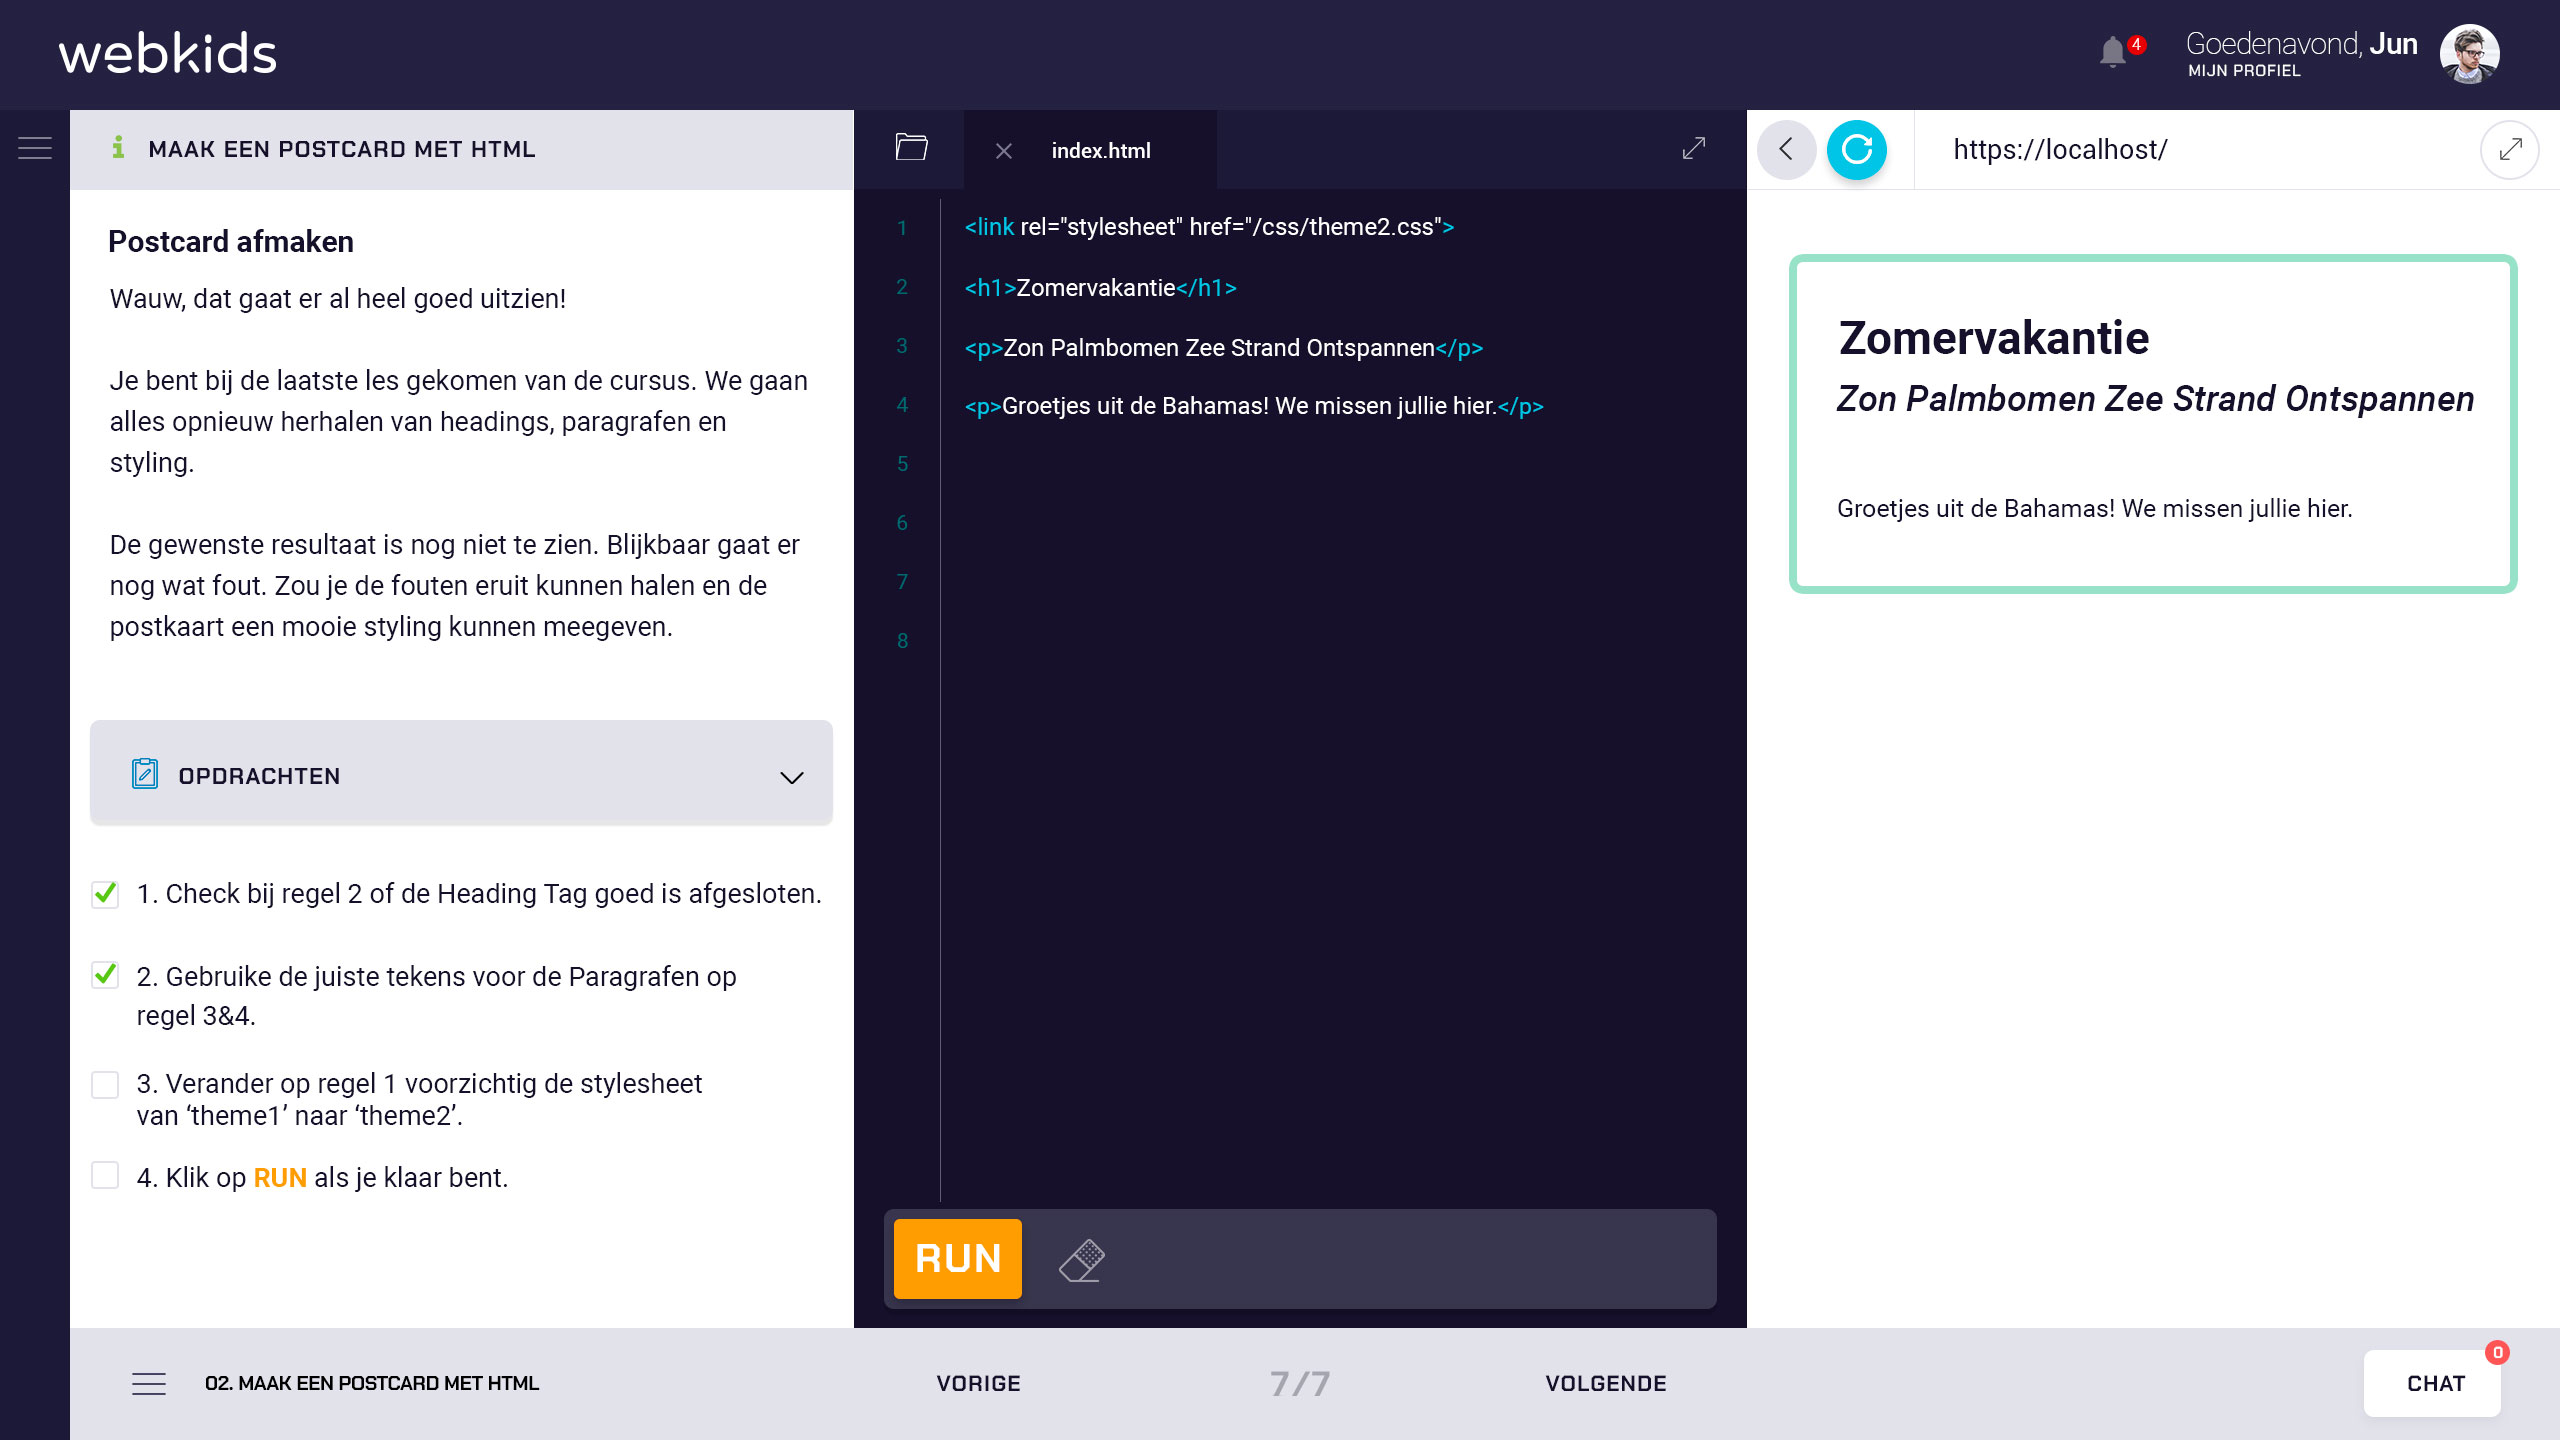 webkids
4
Goedenavond, Jun
MIJN PROFIEL
MAAK EEN POSTCARD MET HTML
Postcard afmaken
Wauw, dat gaat er al heel goed uitzien!
Je bent bij de laatste les gekomen van de cursus. We gaan
alles opnieuw herhalen van headings, paragrafen en
styling.
De gewenste resultaat is nog niet te zien. Blijkbaar gaat er
nog wat fout. Zou je de fouten eruit kunnen halen en de
postkaart een mooie styling kunnen meegeven.
OPDRACHTEN
1. Check bij regel 2 of de Heading Tag goed is afgesloten.
2. Gebruike de juiste tekens voor de Paragrafen op
regel 3&4.
3. Verander op regel 1 voorzichtig de stylesheet
van ‘theme1’ naar ‘theme2’.
4. Klik op RUN als je klaar bent.
index.html
1 <link rel="stylesheet" href="/css/theme2.css">
2 <h1>Zomervakantie</h1>
3 <p>Zon Palmbomen Zee Strand Ontspannen</p>
4 <p>Groetjes uit de Bahamas! We missen jullie hier.</p>
5
6
7
8
RUN
https://localhost/
Zomervakantie
Zon Palmbomen Zee Strand Ontspannen
Groetjes uit de Bahamas! We missen jullie hier.
02. MAAK EEN POSTCARD MET HTML
VORIGE
7/7
VOLGENDE
CHAT
0